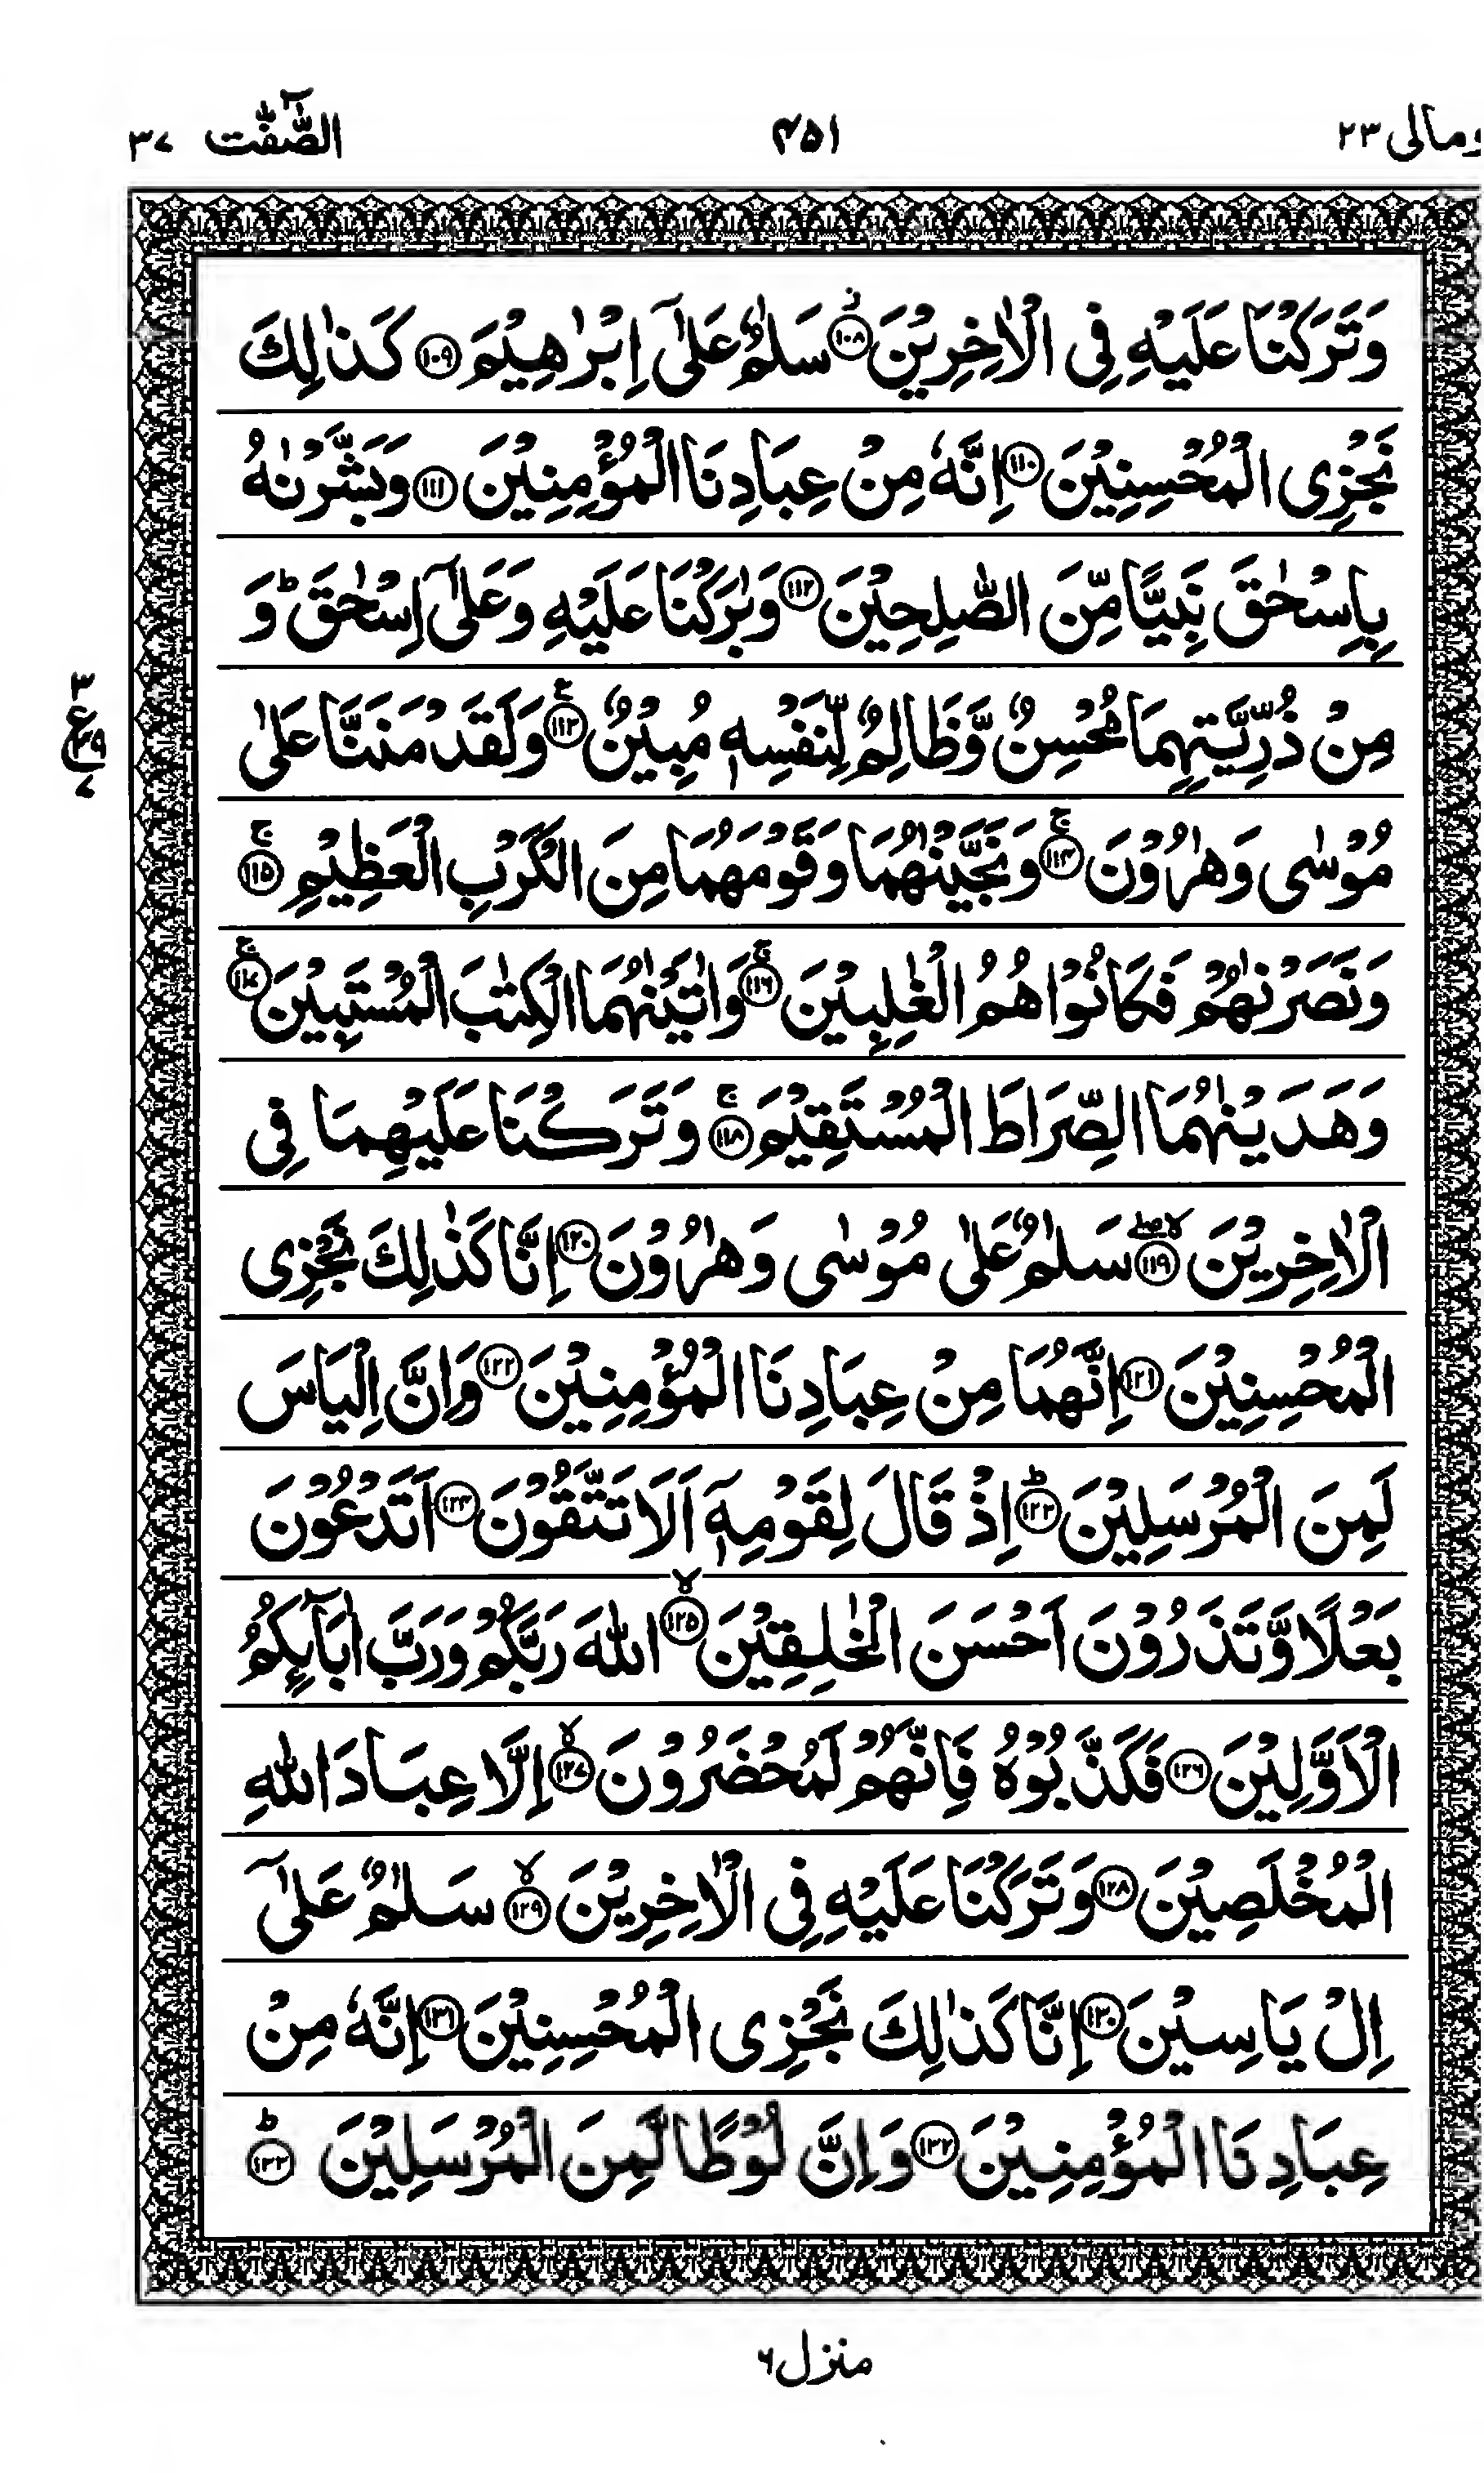 ومالی ۲۳ ۴۵۱ الصّٰٓفّٰت ۳۷
وَتَرَكْنَا عَلَيْهِ فِی الْاٰخِرِيْنَ ۖ۝۱۰۸ سَلٰمٌ عَلٰۤی اِبْرٰهِيْمَ ۝۱۰۹ كَذٰلِكَ
نَجْزِی الْمُحْسِنِيْنَ ۝۱۱۰ اِنَّهٗ مِنْ عِبَادِنَا الْمُؤْمِنِيْنَ ۝۱۱۱ وَبَشَّرْنٰهُ
بِاِسْحٰقَ نَبِيًّا مِّنَ الصّٰلِحِيْنَ ۝۱۱۲ وَبٰرَكْنَا عَلَيْهِ وَعَلٰۤی اِسْحٰقَ ؕ وَ
مِنْ ذُرِّيَّتِهِمَا مُحْسِنٌ وَّظَالِمٌ لِّنَفْسِهٖ مُبِيْنٌ ۝۱۱۳ وَلَقَدْ مَنَنَّا عَلٰی
۳ ع ۳۹ ۷
مُوْسٰی وَهٰرُوْنَ ۚ۝۱۱۴ وَنَجَّيْنٰهُمَا وَقَوْمَهُمَا مِنَ الْكَرْبِ الْعَظِيْمِ ۚ۝۱۱۵
وَنَصَرْنٰهُمْ فَكَانُوْا هُمُ الْغٰلِبِيْنَ ۚ۝۱۱۶ وَاٰتَيْنٰهُمَا الْكِتٰبَ الْمُسْتَبِيْنَ ۚ۝۱۱۷
وَهَدَيْنٰهُمَا الصِّرَاطَ الْمُسْتَقِيْمَ ۚ۝۱۱۸ وَتَرَكْنَا عَلَيْهِمَا فِی
الْاٰخِرِيْنَ ۙ۝۱۱۹ سَلٰمٌ عَلٰی مُوْسٰی وَهٰرُوْنَ ۝۱۲۰ اِنَّا كَذٰلِكَ نَجْزِی
الْمُحْسِنِيْنَ ۝۱۲۱ اِنَّهُمَا مِنْ عِبَادِنَا الْمُؤْمِنِيْنَ ۝۱۲۲ وَاِنَّ اِلْيَاسَ
لَمِنَ الْمُرْسَلِيْنَ ؕ۝۱۲۳ اِذْ قَالَ لِقَوْمِهٖۤ اَلَا تَتَّقُوْنَ ۝۱۲۴ اَتَدْعُوْنَ
بَعْلًا وَّتَذَرُوْنَ اَحْسَنَ الْخٰلِقِيْنَ ۙ۝۱۲۵ اللّٰهَ رَبَّكُمْ وَرَبَّ اٰبَآئِكُمُ
الْاَوَّلِيْنَ ۝۱۲۶ فَكَذَّبُوْهُ فَاِنَّهُمْ لَمُحْضَرُوْنَ ۙ۝۱۲۷ اِلَّا عِبَادَ اللّٰهِ
الْمُخْلَصِيْنَ ۝۱۲۸ وَتَرَكْنَا عَلَيْهِ فِی الْاٰخِرِيْنَ ۙ۝۱۲۹ سَلٰمٌ عَلٰۤی
اِلْ يَاسِيْنَ ۝۱۳۰ اِنَّا كَذٰلِكَ نَجْزِی الْمُحْسِنِيْنَ ۝۱۳۱ اِنَّهٗ مِنْ
عِبَادِنَا الْمُؤْمِنِيْنَ ۝۱۳۲ وَاِنَّ لُوْطًا لَّمِنَ الْمُرْسَلِيْنَ ؕ۝۱۳۳
منزل ۶